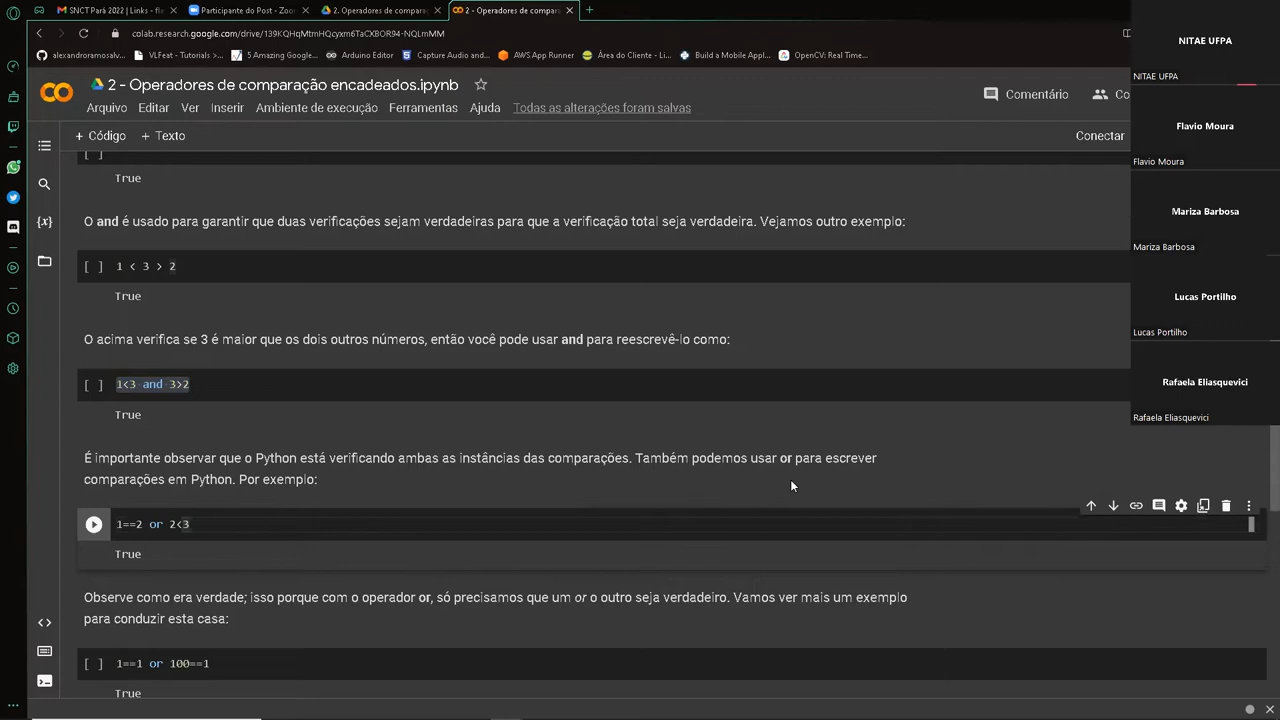 SNCT Pará 2022 | Links - f
Participante do Post - Zoo
2. Operadores de compara
2 - Operadores de compar
colab.research.google.com/drive/139KQHqMtmHQcyxm6TaCXBOR94-NQLmMM
alexandroramosalv...
VLFeat - Tutorials >...
5 Amazing Google...
Arduino Editor
Capture Audio and...
AWS App Runner
Área do Cliente - Li...
Build a Mobile Appl...
OpenCV: Real Time...
2 - Operadores de comparação encadeados.ipynb
Arquivo Editar Ver Inserir Ambiente de execução Ferramentas Ajuda Todas as alterações foram salvas
Comentário
Co
+ Código + Texto
Conectar
[ ]
True
O and é usado para garantir que duas verificações sejam verdadeiras para que a verificação total seja verdadeira. Vejamos outro exemplo:
[ ] 1 < 3 > 2
True
O acima verifica se 3 é maior que os dois outros números, então você pode usar and para reescrevê-lo como:
[ ] 1<3 and 3>2
True
É importante observar que o Python está verificando ambas as instâncias das comparações. Também podemos usar or para escrever
comparações em Python. Por exemplo:
1==2 or 2<3
True
Observe como era verdade; isso porque com o operador or, só precisamos que um or o outro seja verdadeiro. Vamos ver mais um exemplo
para conduzir esta casa:
[ ] 1==1 or 100==1
True
NITAE UFPA
NITAE UFPA
Flavio Moura
Flavio Moura
Mariza Barbosa
Mariza Barbosa
Lucas Portilho
Lucas Portilho
Rafaela Eliasquevici
Rafaela Eliasquevici